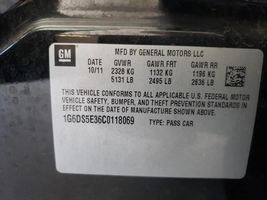 GM
MFD BY GENERAL MOTORS LLC
DATE GVWR GAWR FRT GAWR RR
10/11 2328 KG 1132 KG 1196 KG
5131 LB 2495 LB 2636 LB
THIS VEHICLE CONFORMS TO ALL APPLICABLE U.S. FEDERAL MOTOR
VEHICLE SAFETY, BUMPER, AND THEFT PREVENTION STANDARDS
IN EFFECT ON THE DATE OF MANUFACTURE SHOWN ABOVE.
1G6DS5E36C0118069 TYPE: PASS CAR